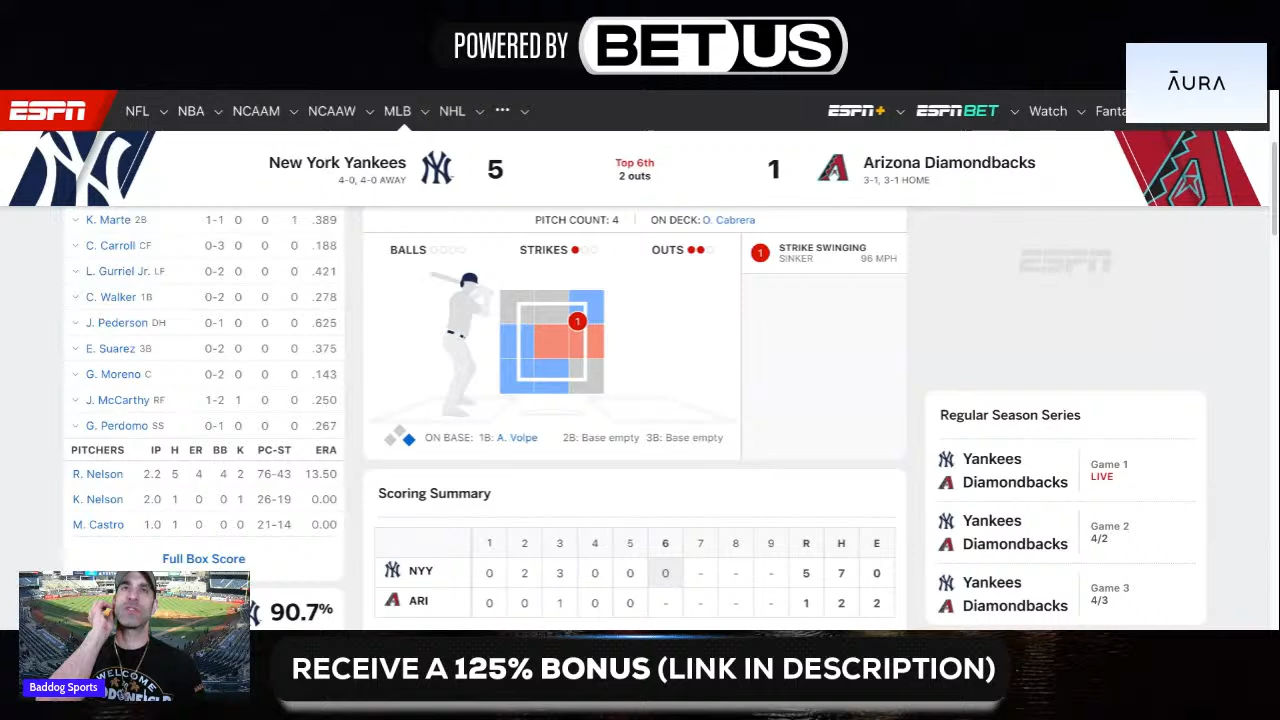 POWERED BY BETUS
ĀURA
ESPN NFL NBA NCAAM NCAAW MLB NHL ••• ESPN+ ESPN BET Watch Fanta
New York Yankees 5 Top 6th 1 Arizona Diamondbacks
4-0, 4-0 AWAY 2 outs 3-1, 3-1 HOME
K. Marte 2B 1-1 0 0 1 .389
C. Carroll CF 0-3 0 0 0 .188
L. Gurriel Jr. LF 0-2 0 0 0 .421
C. Walker 1B 0-2 0 0 0 .278
J. Pederson DH 0-1 0 0 0 .625
E. Suarez 3B 0-2 0 0 0 .375
G. Moreno C 0-2 0 0 0 .143
J. McCarthy RF 1-2 1 0 0 .250
G. Perdomo SS 0-1 0 0 0 .267
PITCHERS IP H ER BB K PC-ST ERA
R. Nelson 2.2 5 4 4 2 76-43 13.50
K. Nelson 2.0 1 0 0 1 26-19 0.00
M. Castro 1.0 1 0 0 0 21-14 0.00
Full Box Score
90.7%
PITCH COUNT: 4 ON DECK: O. Cabrera
BALLS STRIKES OUTS
1
1 STRIKE SWINGING
SINKER 96 MPH
ON BASE: 1B: A. Volpe 2B: Base empty 3B: Base empty
Scoring Summary
1 2 3 4 5 6 7 8 9 R H E
NYY 0 2 3 0 0 0 - - - 5 7 0
ARI 0 0 1 0 0 - - - - 1 2 2
ESPN
Regular Season Series
Yankees
Diamondbacks
Game 1
LIVE
Yankees
Diamondbacks
Game 2
4/2
Yankees
Diamondbacks
Game 3
4/3
WELCOME
Baddog Sports
RECEIVE A 125% BONUS (LINK IN DESCRIPTION)